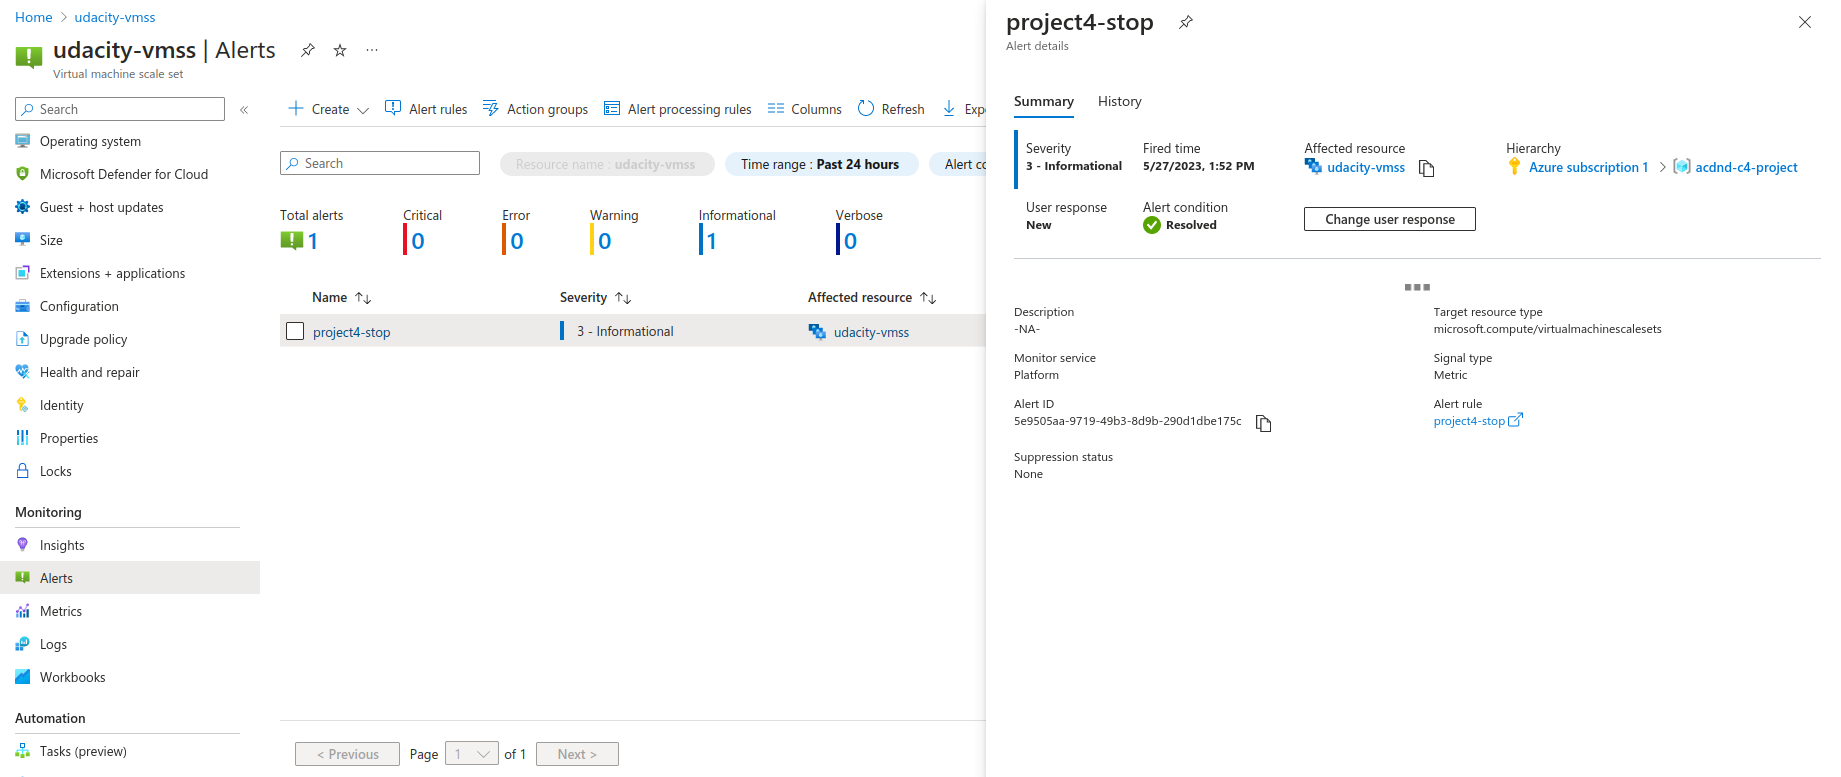 Home > udacity-vmss
udacity-vmss | Alerts
Virtual machine scale set
Search
Operating system
Microsoft Defender for Cloud
Guest + host updates
Size
Extensions + applications
Configuration
Upgrade policy
Health and repair
Identity
Properties
Locks
Monitoring
Insights
Alerts
Metrics
Logs
Workbooks
Automation
Tasks (preview)
Create Alert rules Action groups Alert processing rules Columns Refresh Exp
Search Resource name : udacity-vmss Time range : Past 24 hours Alert co
Total alerts Critical Error Warning Informational Verbose
1 0 0 0 1 0
Name Severity Affected resource
project4-stop 3 - Informational udacity-vmss
< Previous Page 1 of 1 Next >
project4-stop
Alert details
Summary History
Severity Fired time Affected resource Hierarchy
3 - Informational 5/27/2023, 1:52 PM udacity-vmss Azure subscription 1 > acdnd-c4-project
User response Alert condition
New Resolved Change user response
Description Target resource type
-NA- microsoft.compute/virtualmachinescalesets
Monitor service Signal type
Platform Metric
Alert ID Alert rule
5e9505aa-9719-49b3-8d9b-290d1dbe175c project4-stop
Suppression status
None